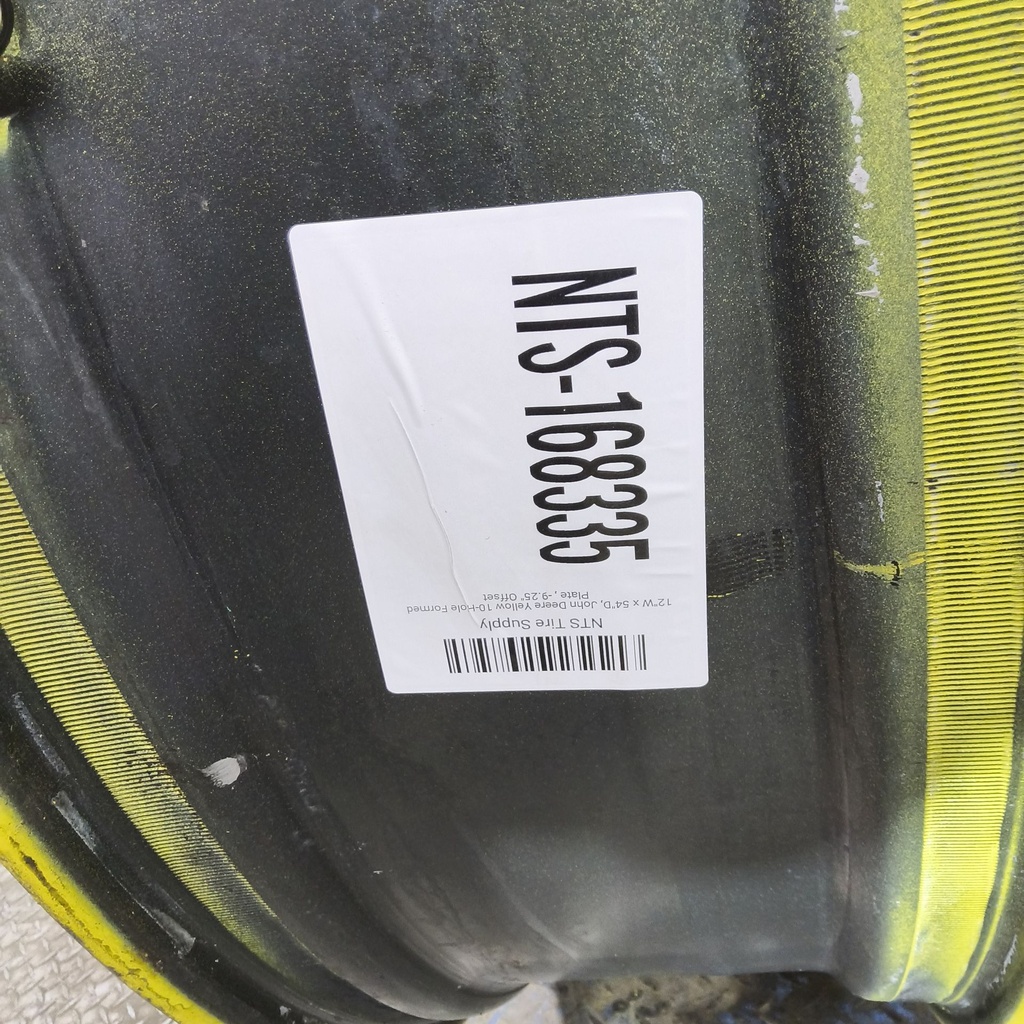 NTS Tire Supply
12"W x 54"D, John Deere Yellow 10-Hole Formed
Plate , -9.25" Offset
NTS-168335